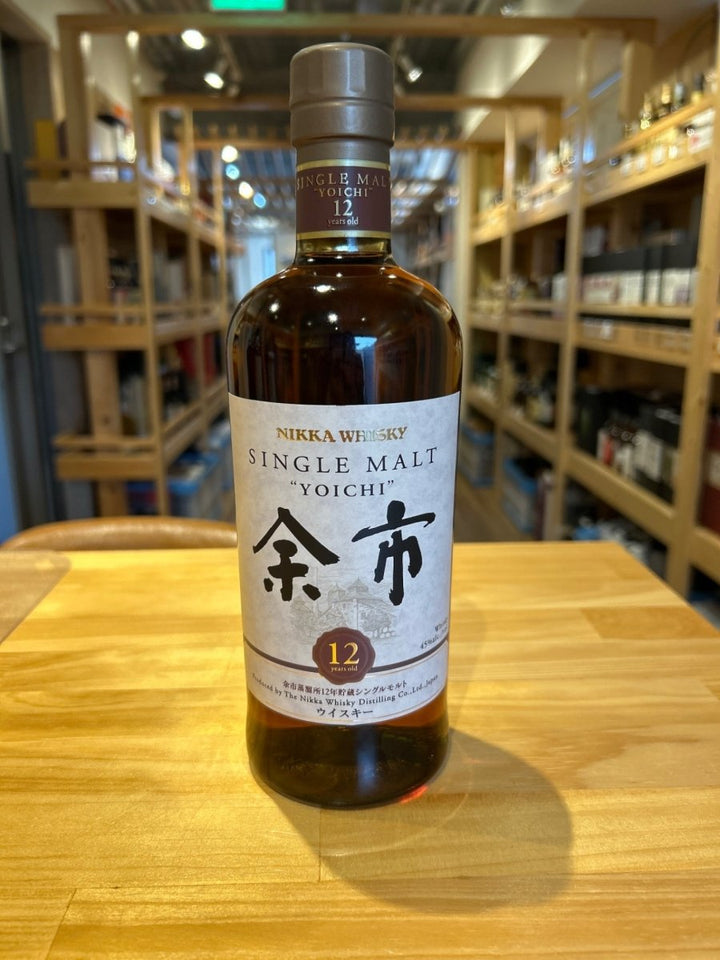 SINGLE MALT
"YOICHI"
12
years old
NIKKA WHISKY
SINGLE MALT
"YOICHI"
余市
45%
12
years old
余市蒸溜所12年貯蔵シングルモルト
Produced by The Nikka Whisky Distilling Co.,Ltd.,Japan
ウイスキー